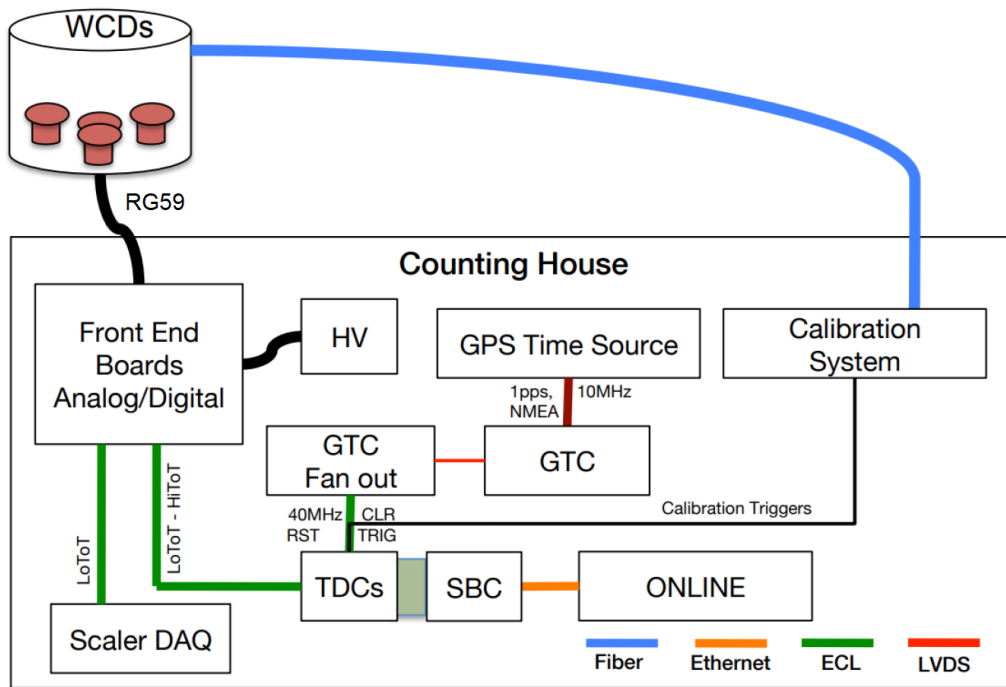 WCDs
RG59
Counting House
Front End
Boards
Analog/Digital
HV
GPS Time Source
Calibration
System
1pps,
NMEA
10MHz
GTC
Fan out
GTC
40MHz
RST
CLR
TRIG
Calibration Triggers
LoToT
LoToT - HiToT
TDCs
SBC
ONLINE
Scaler DAQ
Fiber
Ethernet
ECL
LVDS